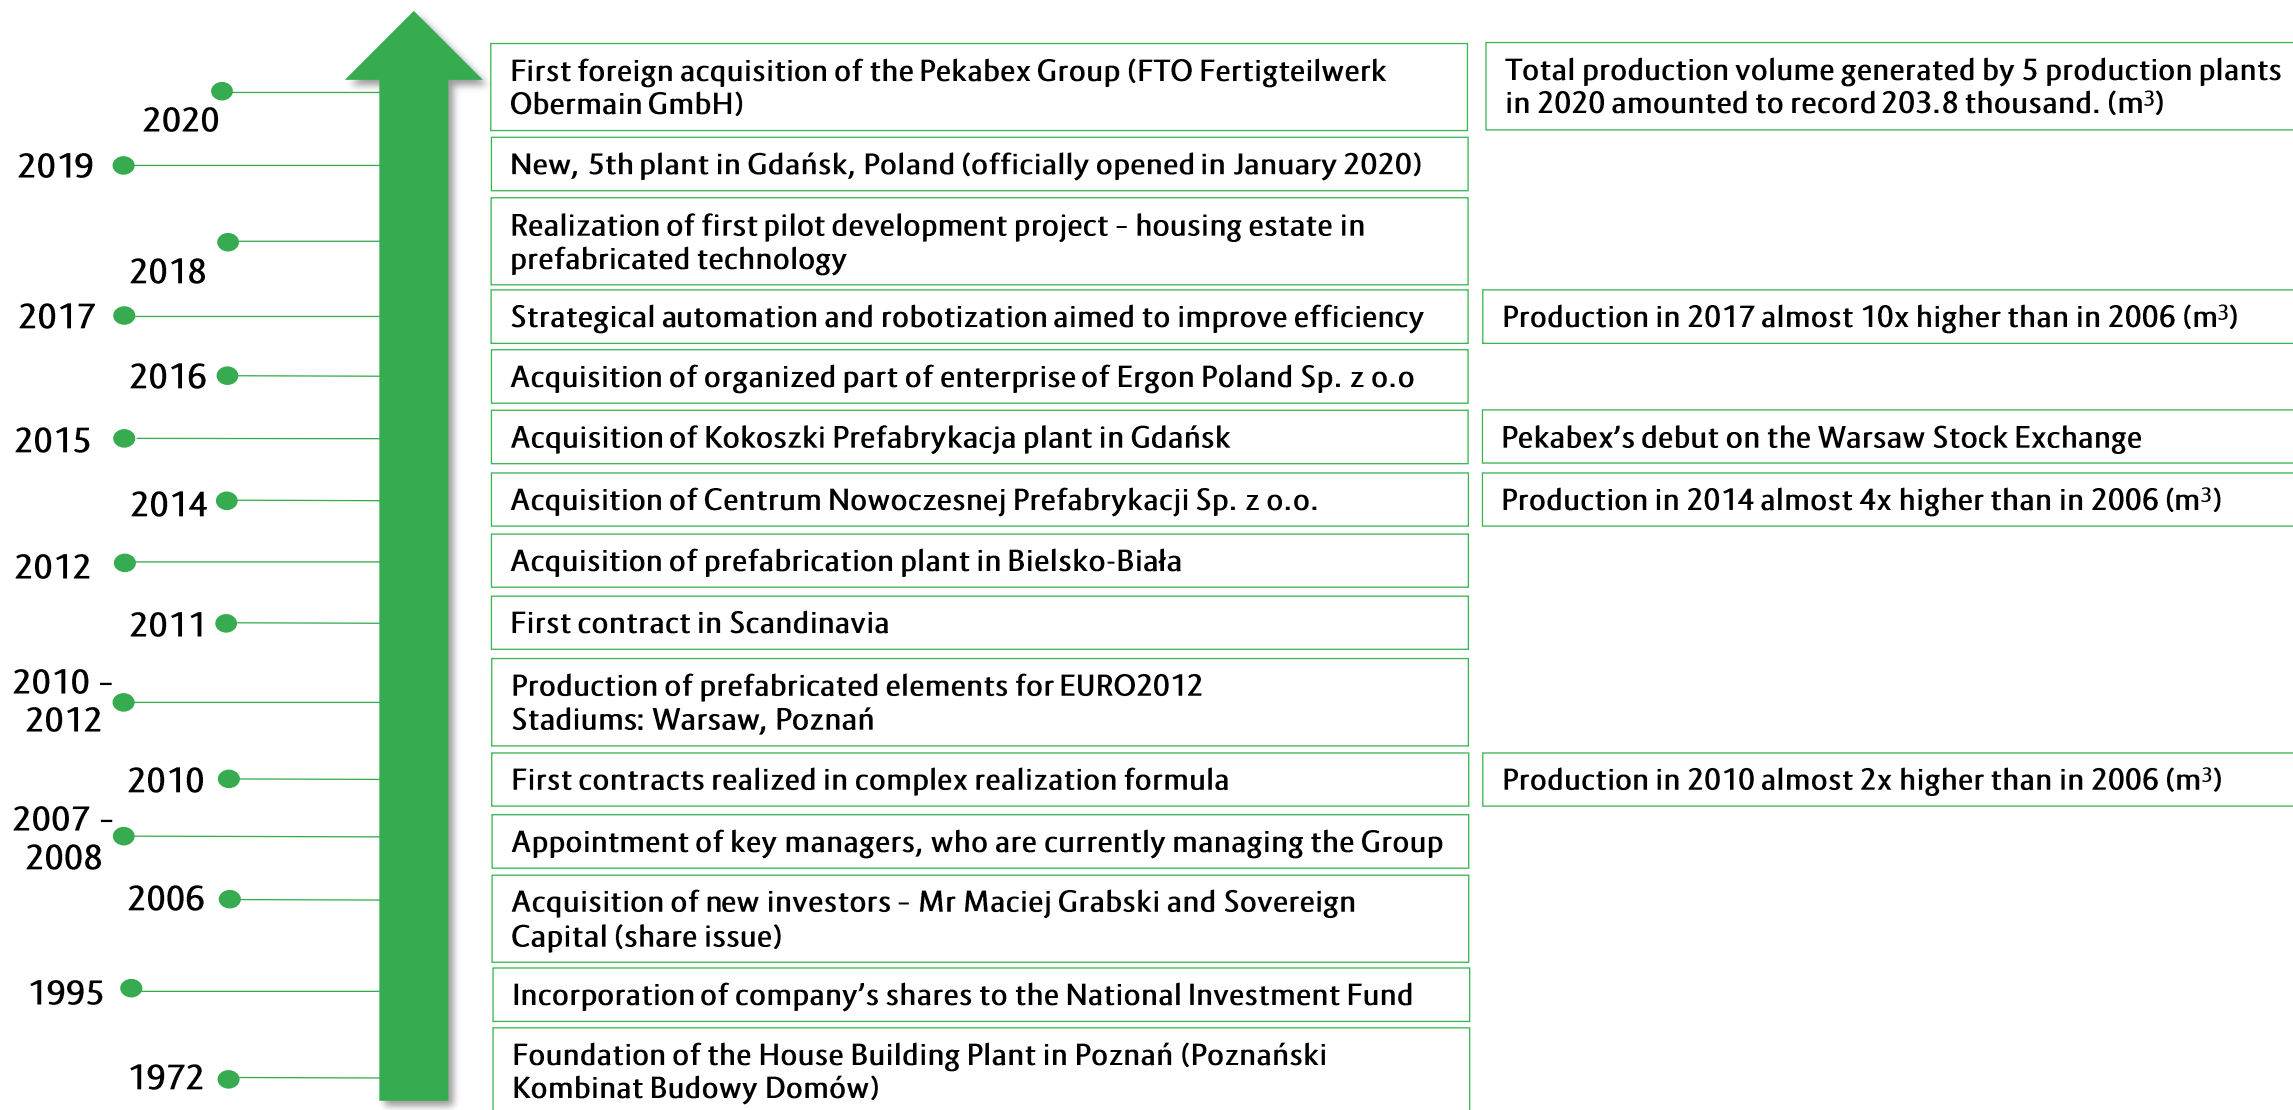 2020
First foreign acquisition of the Pekabex Group (FTO Fertigteilwerk
Obermain GmbH)
Total production volume generated by 5 production plants
in 2020 amounted to record 203.8 thousand. (m³)
2019
New, 5th plant in Gdańsk, Poland (officially opened in January 2020)
2018
Realization of first pilot development project - housing estate in
prefabricated technology
2017
Strategical automation and robotization aimed to improve efficiency
Production in 2017 almost 10x higher than in 2006 (m³)
2016
Acquisition of organized part of enterprise of Ergon Poland Sp. z o.o
2015
Acquisition of Kokoszki Prefabrykacja plant in Gdańsk
Pekabex’s debut on the Warsaw Stock Exchange
2014
Acquisition of Centrum Nowoczesnej Prefabrykacji Sp. z o.o.
Production in 2014 almost 4x higher than in 2006 (m³)
2012
Acquisition of prefabrication plant in Bielsko-Biała
2011
First contract in Scandinavia
2010 -
2012
Production of prefabricated elements for EURO2012
Stadiums: Warsaw, Poznań
2010
First contracts realized in complex realization formula
Production in 2010 almost 2x higher than in 2006 (m³)
2007 -
2008
Appointment of key managers, who are currently managing the Group
2006
Acquisition of new investors - Mr Maciej Grabski and Sovereign
Capital (share issue)
1995
Incorporation of company’s shares to the National Investment Fund
1972
Foundation of the House Building Plant in Poznań (Poznański
Kombinat Budowy Domów)